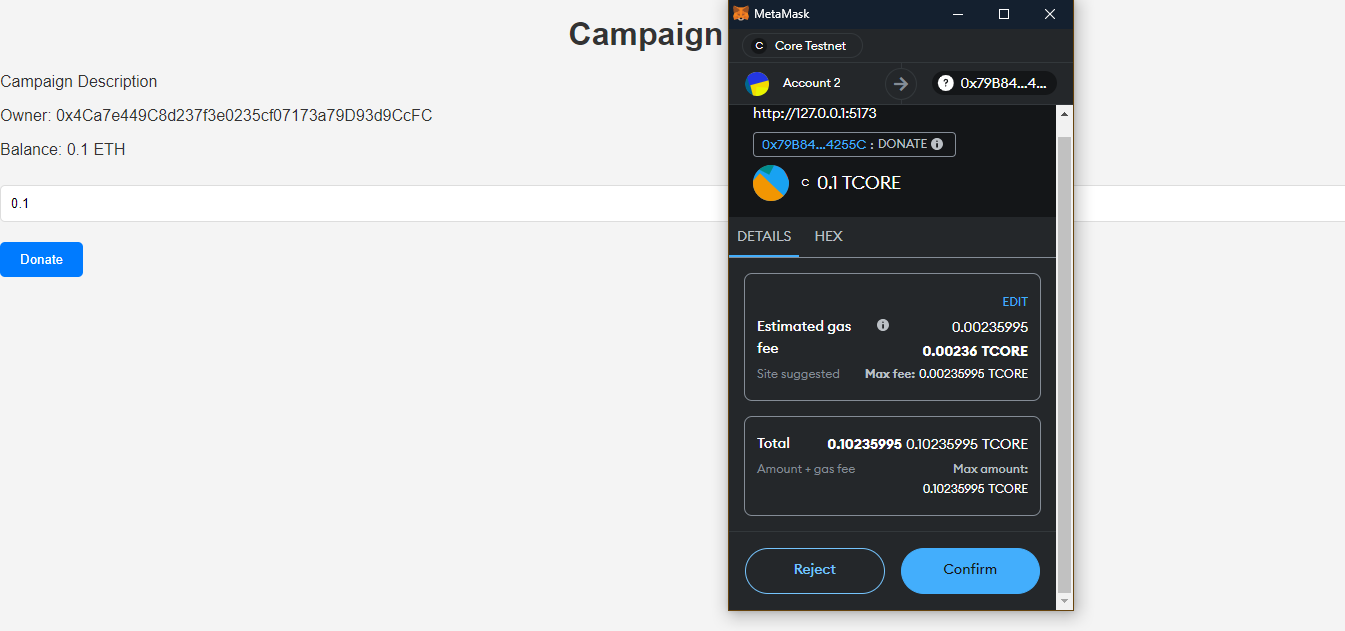 Campaign
Campaign Description
Owner: 0x4Ca7e449C8d237f3e0235cf07173a79D93d9CcFC
Balance: 0.1 ETH
0.1
Donate
MetaMask
C Core Testnet
Account 2
? 0x79B84...4...
http://127.0.0.1:5173
0x79B84...4255C : DONATE
C 0.1 TCORE
DETAILS HEX
EDIT
Estimated gas fee
0.00235995
0.00236 TCORE
Site suggested
Max fee: 0.00235995 TCORE
Total 0.10235995 0.10235995 TCORE
Amount + gas fee
Max amount:
0.10235995 TCORE
Reject
Confirm